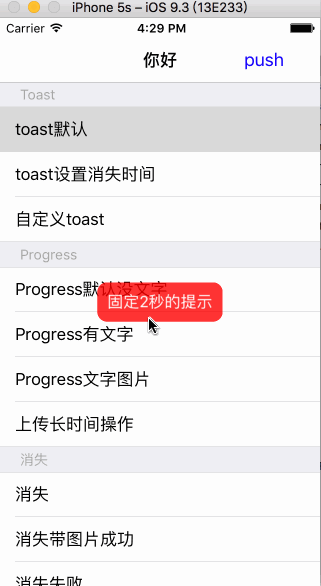 iPhone 5s – iOS 9.3 (13E233)
Carrier 4:29 PM
你好 push
Toast
toast默认
toast设置消失时间
自定义toast
Progress
Progress默认没文字
固定2秒的提示
Progress有文字
Progress文字图片
上传长时间操作
消失
消失
消失带图片成功
消失失败